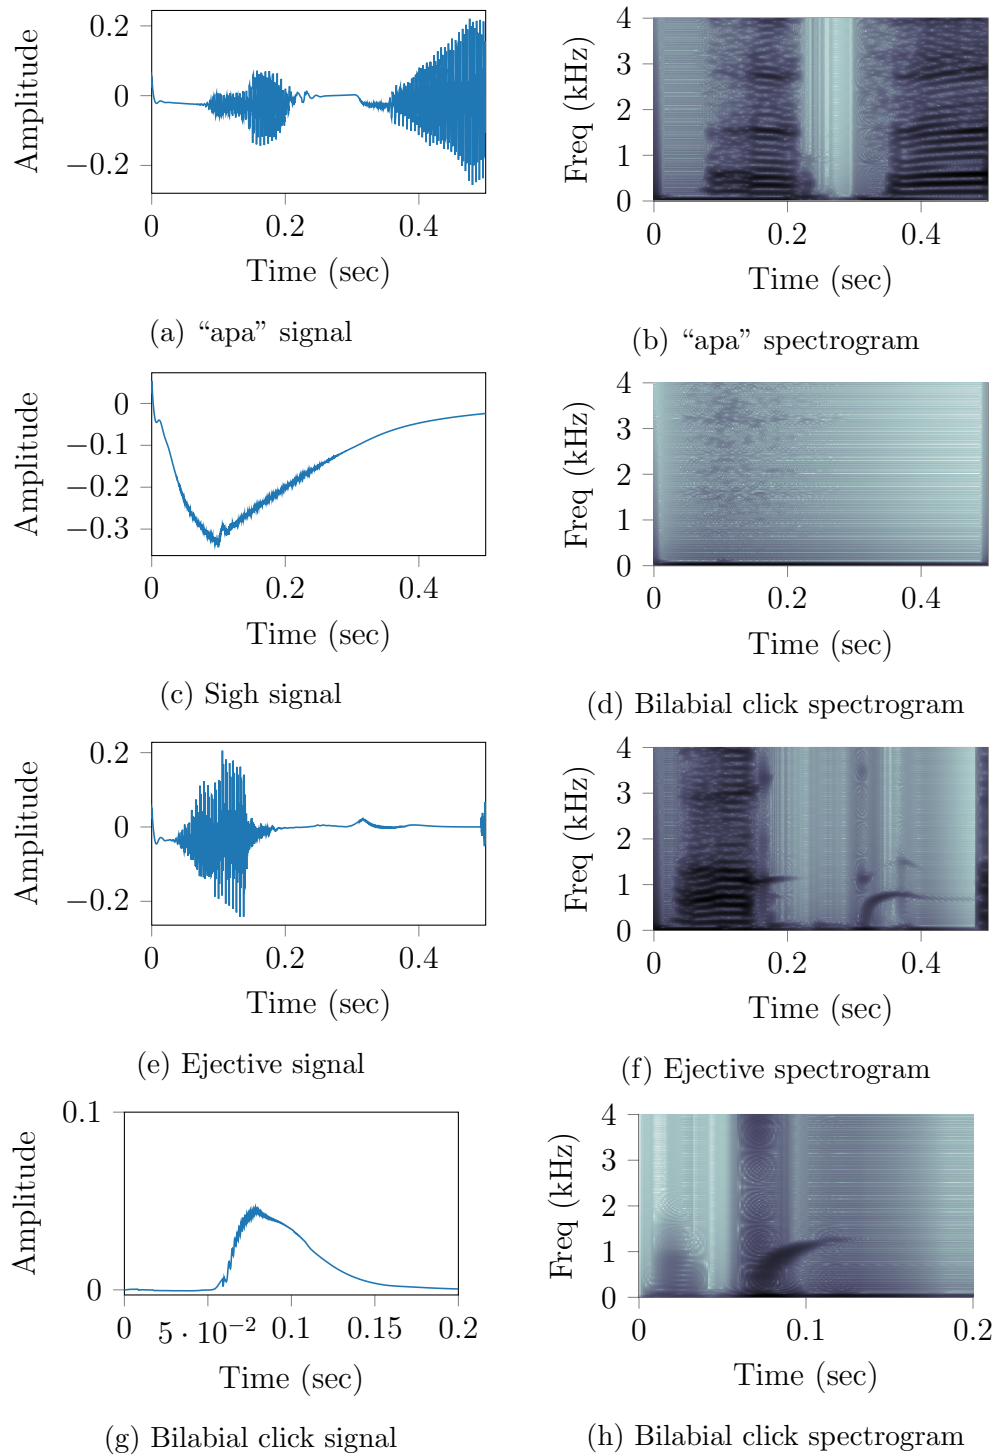 0.2
0
−0.2
Amplitude
0
0.2
0.4
Time (sec)
(a) “apa” signal
4
3
2
1
0
Freq (kHz)
0
0.2
0.4
Time (sec)
(b) “apa” spectrogram
0
−0.1
−0.2
−0.3
Amplitude
0
0.2
0.4
Time (sec)
(c) Sigh signal
4
3
2
1
0
Freq (kHz)
0
0.2
0.4
Time (sec)
(d) Bilabial click spectrogram
0.2
0
−0.2
Amplitude
0
0.2
0.4
Time (sec)
(e) Ejective signal
4
3
2
1
0
Freq (kHz)
0
0.2
0.4
Time (sec)
(f) Ejective spectrogram
0.1
0
Amplitude
0
5 · 10⁻²
0.1
0.15
0.2
Time (sec)
(g) Bilabial click signal
4
3
2
1
0
Freq (kHz)
0
0.1
0.2
Time (sec)
(h) Bilabial click spectrogram